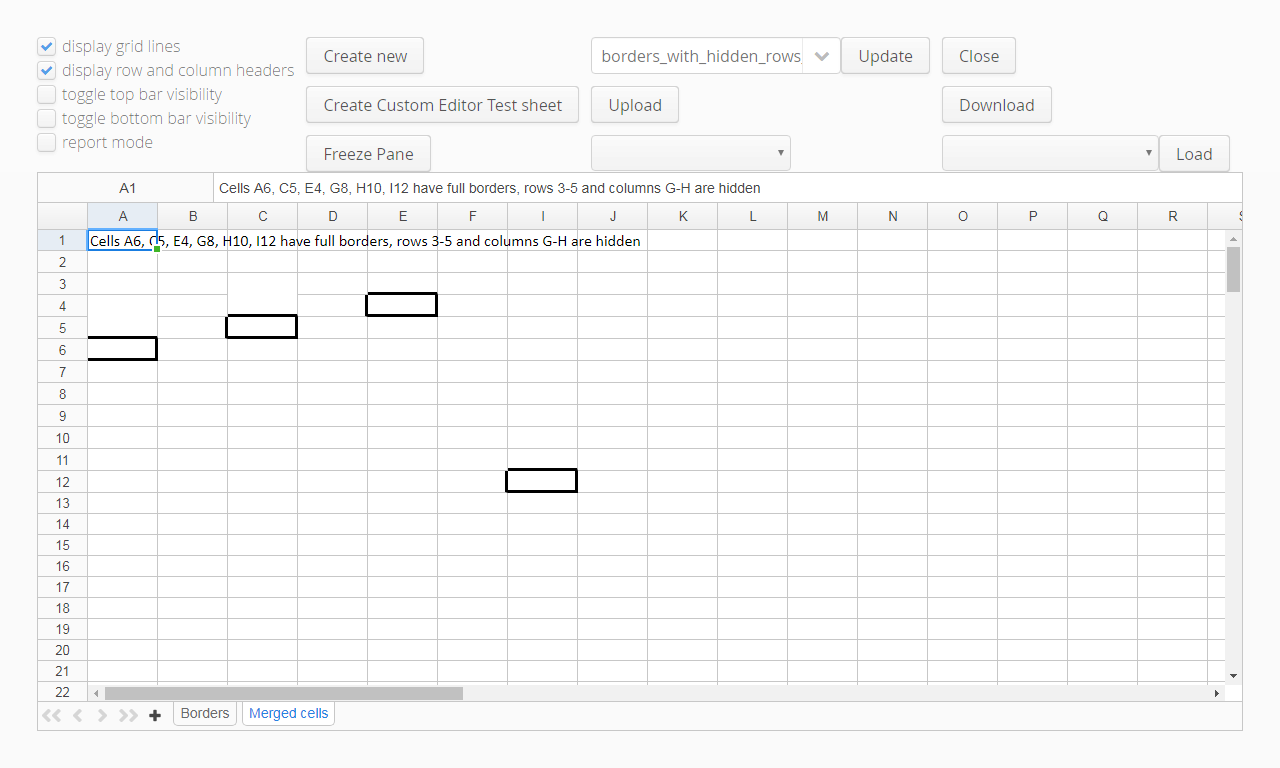 display grid lines
display row and column headers
toggle top bar visibility
toggle bottom bar visibility
report mode
Create new
borders_with_hidden_rows_
Update
Close
Create Custom Editor Test sheet
Upload
Download
Freeze Pane
Load
A1
Cells A6, C5, E4, G8, H10, I12 have full borders, rows 3-5 and columns G-H are hidden
A B C D E F I J K L M N O P Q R S
1 Cells A6, C5, E4, G8, H10, I12 have full borders, rows 3-5 and columns G-H are hidden
2
3
4
5
6
7
8
9
10
11
12
13
14
15
16
17
18
19
20
21
22
Borders
Merged cells